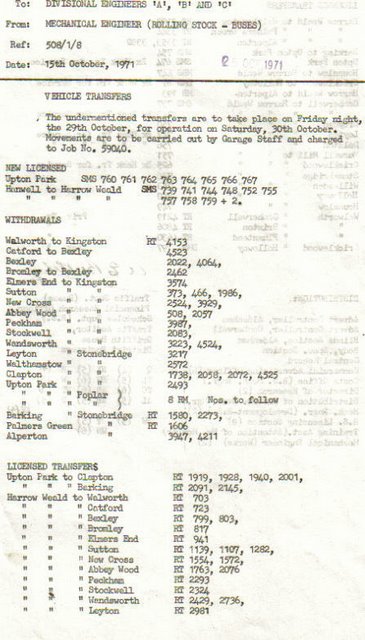 To: DIVISIONAL ENGINEERS 'A', 'B' AND 'C'
From: MECHANICAL ENGINEER (ROLLING STOCK - BUSES)
Ref: 508/1/8
Date: 15th October, 1971 2 OCT 1971
VEHICLE TRANSFERS
The undermentioned transfers are to take place on Friday night,
the 29th October, for operation on Saturday, 30th October.
Movements are to be carried out by Garage Staff and charged
to Job No. 59040.
NEW LICENSED
Upton Park SMS 760 761 762 763 764 765 766 767
Hanwell to Harrow Weald SMS 739 741 744 748 752 755
" " " " 757 758 799 + 2.
WITHDRAWALS
Walworth to Kingston RT 4153
Catford to Bexley 4523
Bexley 2022, 4064,
Bromley to Bexley 2462
Elmers End to Kingston 3574
Sutton " " 373, 466, 1986,
New Cross " " 2524, 3929,
Abbey Wood " " 508, 2057
Peckham " " 3987,
Stockwell " " 2083,
Wandsworth " " 3223, 4524,
Leyton " Stonebridge 3217
Walthamstow " " 2572
Clapton " " 1738, 2058, 2072, 4525
Upton Park " " 2493
" " " Poplar } 8 RM Nos. to follow
Barking " Stonebridge RT 1580, 2273,
Palmers Green " RT 1606
Alperton " 3947, 4211
LICENSED TRANSFERS
Upton Park to Clapton RT 1919, 1928, 1940, 2001,
" " " Barking RT 2091, 2145,
Harrow Weald to Walworth RT 703
" " " Catford RT 723
" " " Bexley RT 799, 803,
" " " Bromley RT 817
" " " Elmers End RT 941
" " " Sutton RT 1139, 1107, 1282,
" " " New Cross RT 1554, 1572,
" " " Abbey Wood RT 1763, 2076
" " " Peckham RT 2293
" " " Stockwell RT 2324
" " " Wandsworth RT 2429, 2736,
" " " Leyton RT 2981